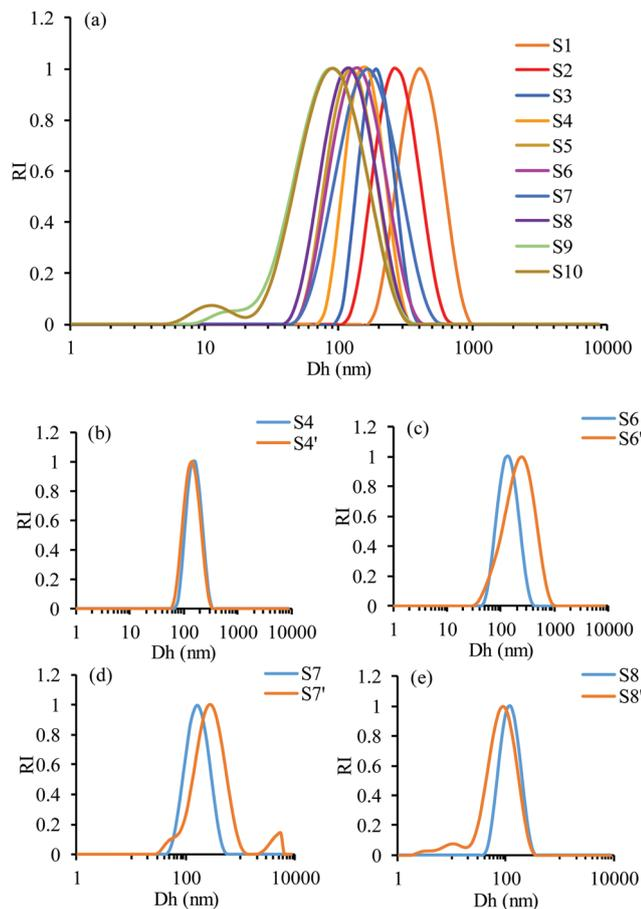 (a)
1.2
1
0.8
0.6
0.4
0.2
0
RI
1 10 100 1000 10000
Dh (nm)
S1
S2
S3
S4
S5
S6
S7
S8
S9
S10
(b)
S4
S4'
1.2
1
0.8
0.6
0.4
0.2
0
RI
1 10 100 1000 10000
Dh (nm)
(c)
S6
S6'
1.2
1
0.8
0.6
0.4
0.2
0
RI
1 10 100 1000 10000
Dh (nm)
(d)
S7
S7'
1.2
1
0.8
0.6
0.4
0.2
0
RI
1 100 10000
Dh (nm)
(e)
S8
S8'
1.2
1
0.8
0.6
0.4
0.2
0
RI
1 100 10000
Dh (nm)